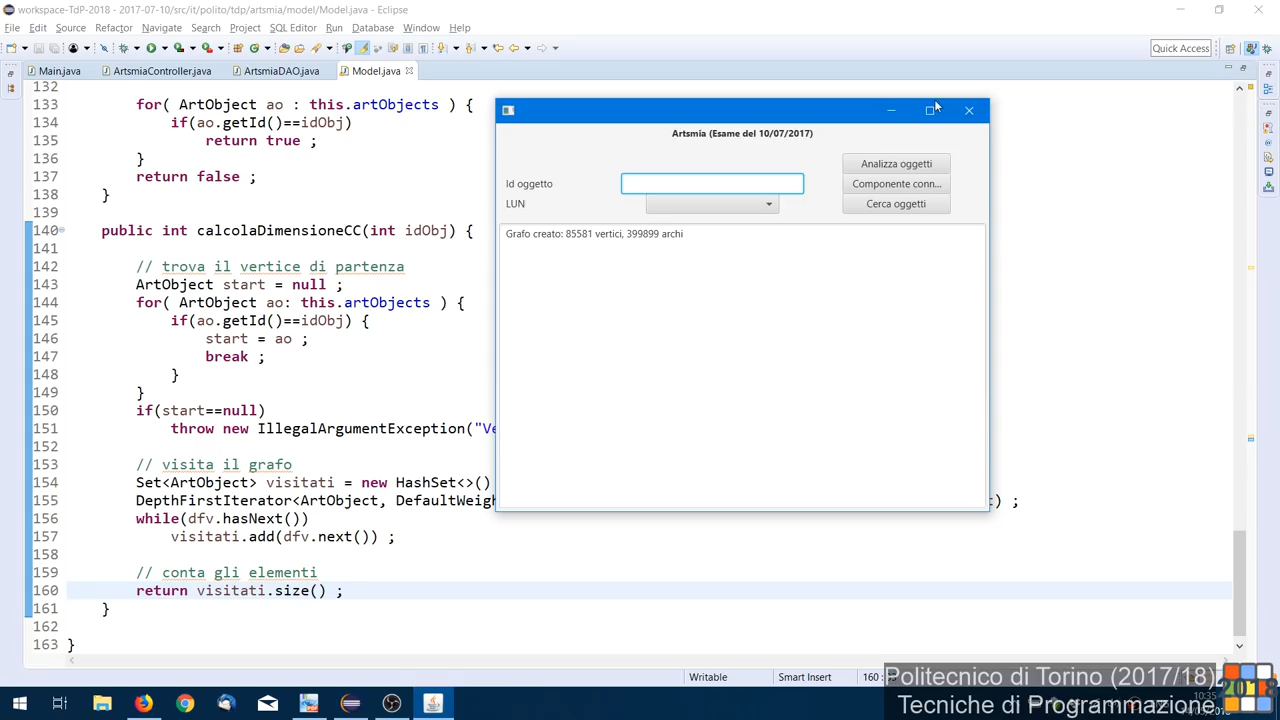 workspace-TdP-2018 - 2017-07-10/src/it/polito/tdp/artsmia/model/Model.java - Eclipse
File Edit Source Refactor Navigate Search Project SQL Editor Run Database Window Help
Quick Access
Main.java ArtsmiaController.java ArtsmiaDAO.java Model.java
132
133 for( ArtObject ao : this.artObjects ) {
134 if(ao.getId()==idObj)
135 return true ;
136 }
137 return false ;
138 }
139
140 public int calcolaDimensioneCC(int idObj) {
141
142 // trova il vertice di partenza
143 ArtObject start = null ;
144 for( ArtObject ao: this.artObjects ) {
145 if(ao.getId()==idObj) {
146 start = ao ;
147 break ;
148 }
149 }
150 if(start==null)
151 throw new IllegalArgumentException("Ve
152
153 // visita il grafo
154 Set<ArtObject> visitati = new HashSet<>()
155 DepthFirstIterator<ArtObject, DefaultWeigh t) ;
156 while(dfv.hasNext())
157 visitati.add(dfv.next()) ;
158
159 // conta gli elementi
160 return visitati.size() ;
161 }
162
163 }
Artsmia (Esame del 10/07/2017)
Analizza oggetti
Id oggetto
Componente conn...
LUN
Cerca oggetti
Grafo creato: 85581 vertici, 399899 archi
Writable Smart Insert 160 :
Politecnico di Torino (2017/18)
Tecniche di Programmazione
2018
10:35